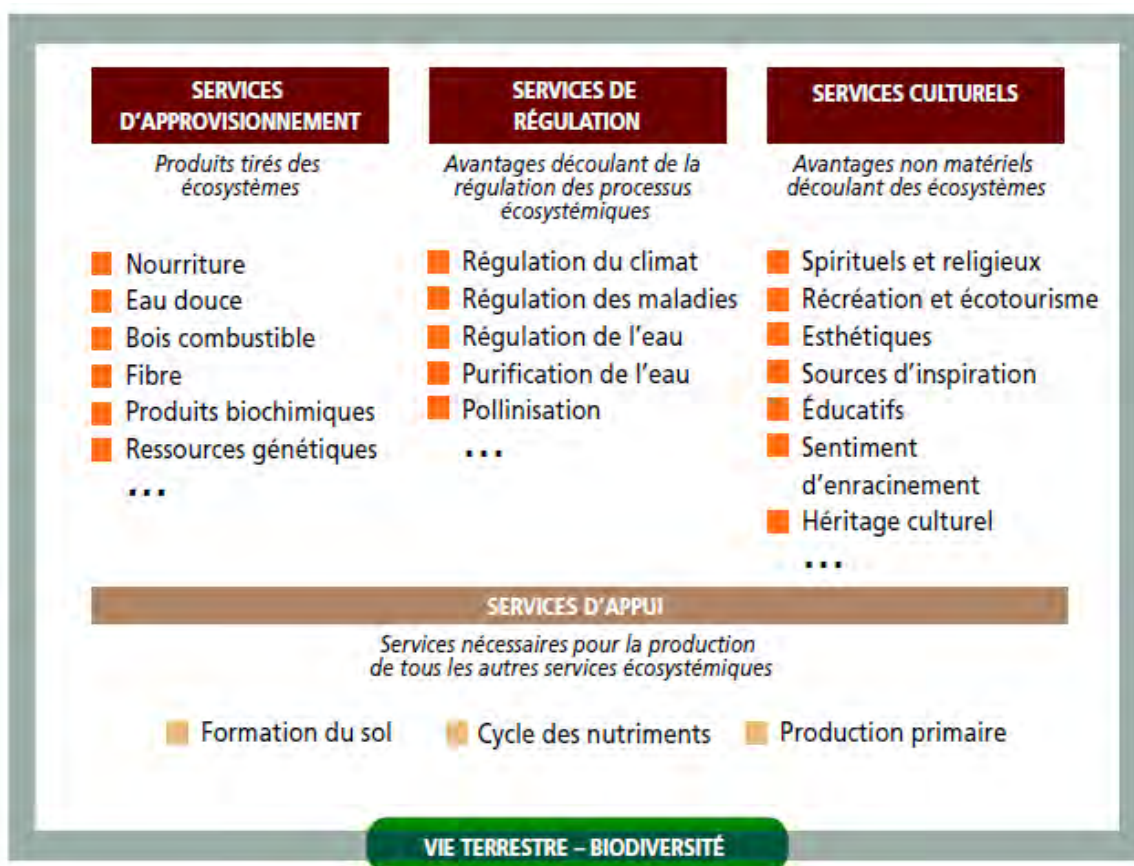 SERVICES
D'APPROVISIONNEMENT
Produits tirés des
écosystèmes
Nourriture
Eau douce
Bois combustible
Fibre
Produits biochimiques
Ressources génétiques
...
SERVICES DE
RÉGULATION
Avantages découlant de la
régulation des processus
écosystémiques
Régulation du climat
Régulation des maladies
Régulation de l'eau
Purification de l'eau
Pollinisation
...
SERVICES CULTURELS
Avantages non matériels
découlant des écosystèmes
Spirituels et religieux
Récréation et écotourisme
Esthétiques
Sources d'inspiration
Éducatifs
Sentiment
d'enracinement
Héritage culturel
...
SERVICES D'APPUI
Services nécessaires pour la production
de tous les autres services écosystémiques
Formation du sol
Cycle des nutriments
Production primaire
VIE TERRESTRE – BIODIVERSITÉ